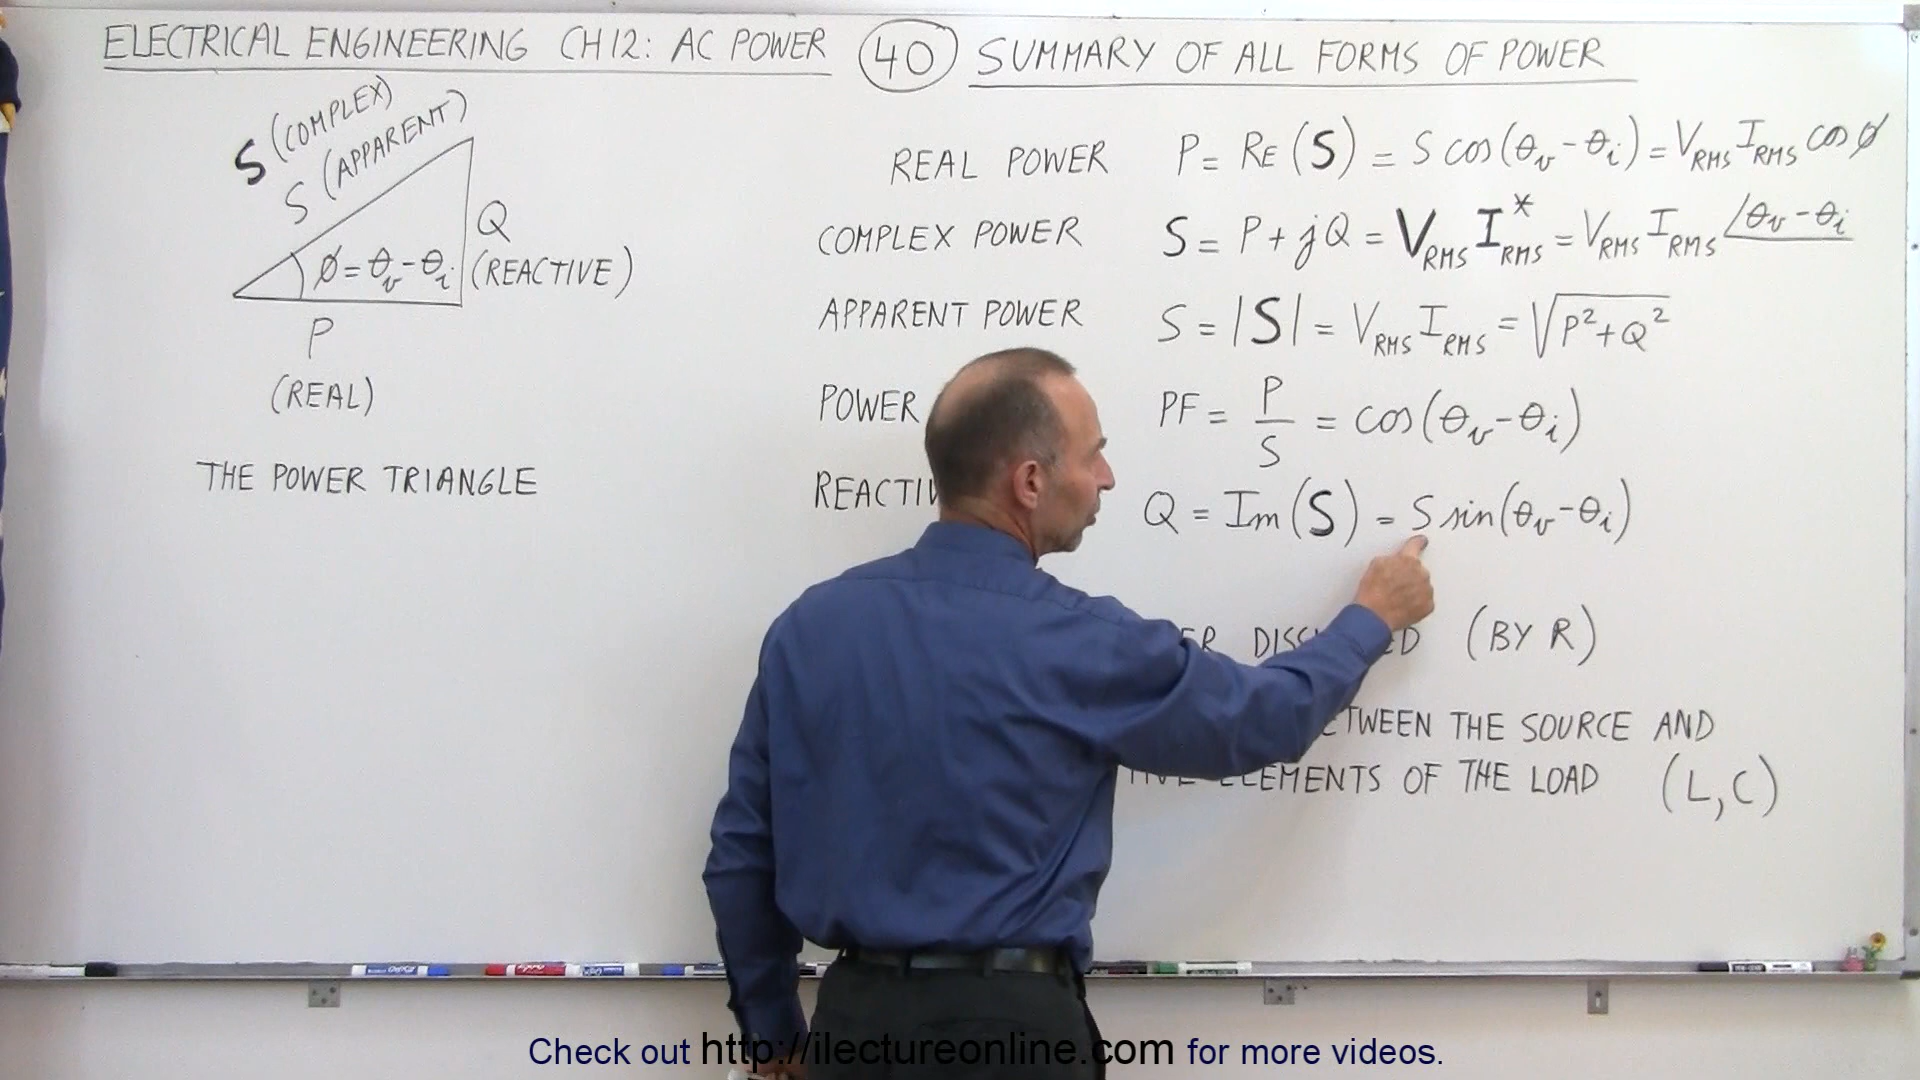 ELECTRICAL ENGINEERING CH 12: AC POWER 40 SUMMARY OF ALL FORMS OF POWER
S (COMPLEX)
S (APPARENT)
Q
(REACTIVE)
ø = θv - θi
P
(REAL)
THE POWER TRIANGLE
REAL POWER P = RE (S) = S cos(θv - θi) = VRMS IRMS cos ø
COMPLEX POWER S = P + jQ = VRMS I*RMS = VRMS IRMS ∠θv - θi
APPARENT POWER S = |S| = VRMS IRMS = √P² + Q²
POWER PF = P/S = cos(θv - θi)
Q = Im(S) = S sin(θv - θi)
(BY R)
THE SOURCE AND
ELEMENTS OF THE LOAD (L, C)
Check out http://ilectureonline.com for more videos.